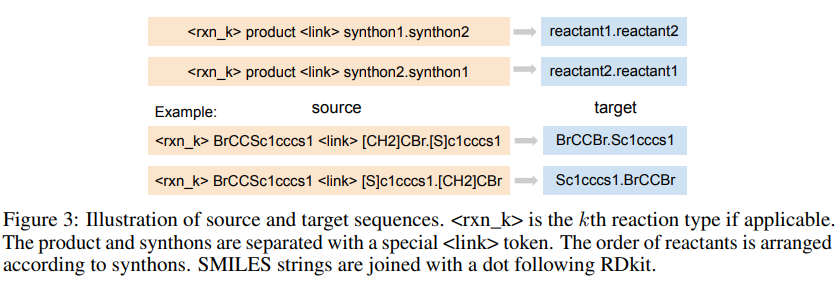 <rxn_k> product <link> synthon1.synthon2 reactant1.reactant2
<rxn_k> product <link> synthon2.synthon1 reactant2.reactant1
Example: source target
<rxn_k> BrCCSc1cccs1 <link> [CH2]CBr.[S]c1cccs1 BrCCBr.Sc1cccs1
<rxn_k> BrCCSc1cccs1 <link> [S]c1cccs1.[CH2]CBr Sc1cccs1.BrCCBr
Figure 3: Illustration of source and target sequences. <rxn_k> is the kth reaction type if applicable.
The product and synthons are separated with a special <link> token. The order of reactants is arranged
according to synthons. SMILES strings are joined with a dot following RDkit.